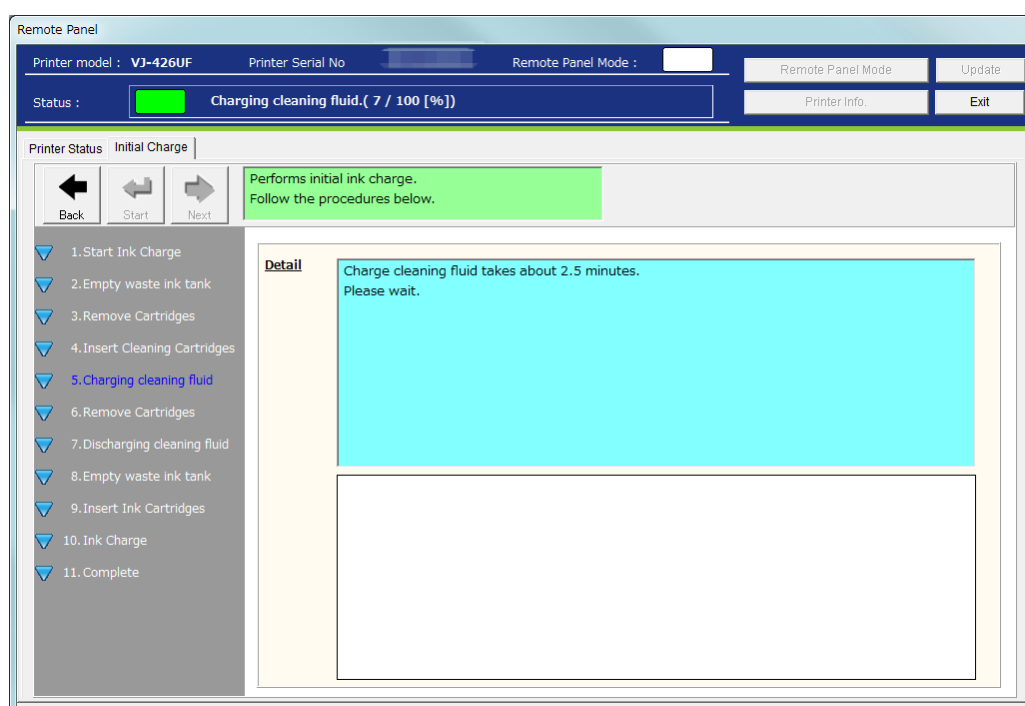 Remote Panel
Printer model : VJ-426UF Printer Serial No Remote Panel Mode :
Remote Panel Mode Update
Status : Charging cleaning fluid.( 7 / 100 [%])
Printer Info. Exit
Printer Status Initial Charge
Back Start Next
Performs initial ink charge.
Follow the procedures below.
1.Start Ink Charge
2.Empty waste ink tank
3.Remove Cartridges
4.Insert Cleaning Cartridges
5.Charging cleaning fluid
6.Remove Cartridges
7.Discharging cleaning fluid
8.Empty waste ink tank
9.Insert Ink Cartridges
10.Ink Charge
11.Complete
Detail
Charge cleaning fluid takes about 2.5 minutes.
Please wait.